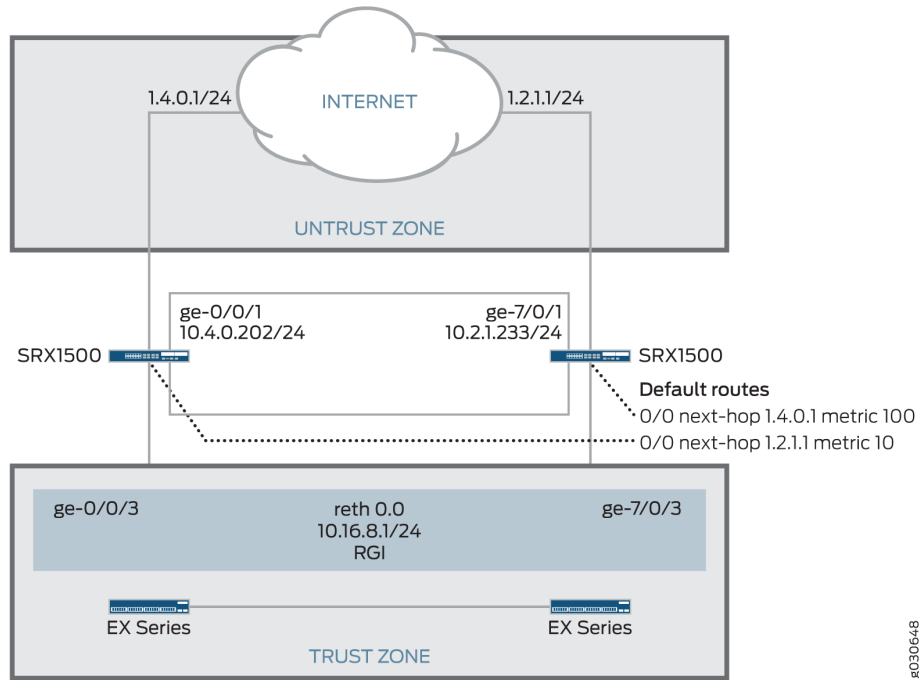 1.4.0.1/24
INTERNET
1.2.1.1/24
UNTRUST ZONE
ge-0/0/1
10.4.0.202/24
ge-7/0/1
10.2.1.233/24
SRX1500
SRX1500
Default routes
0/0 next-hop 1.4.0.1 metric 100
0/0 next-hop 1.2.1.1 metric 10
ge-0/0/3
reth 0.0
10.16.8.1/24
RGI
ge-7/0/3
EX Series
EX Series
TRUST ZONE
g030648